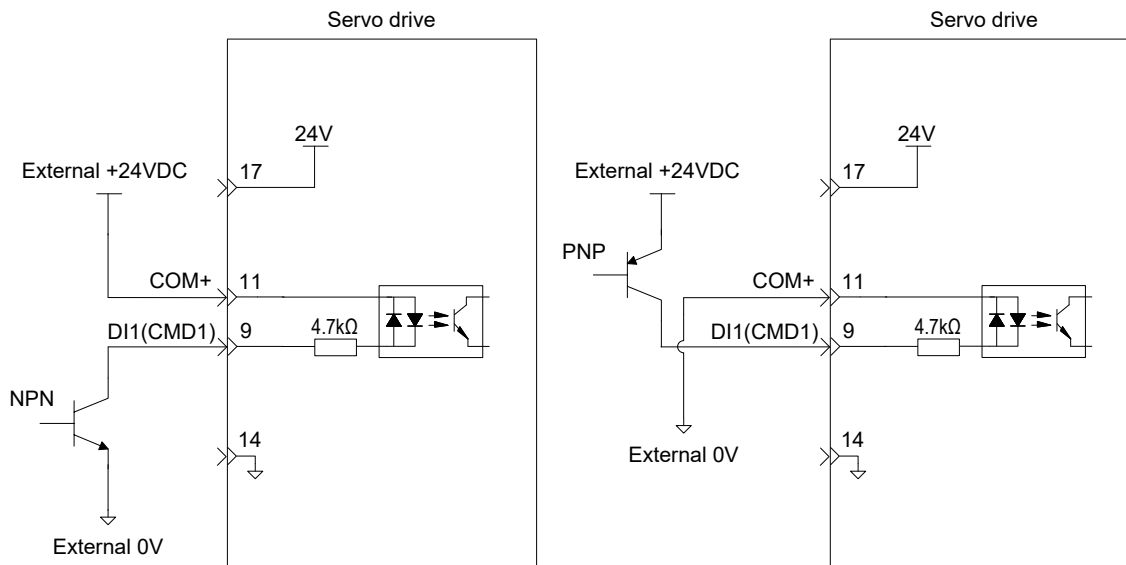 Servo drive
24V
17
External +24VDC
COM+
11
DI1(CMD1)
9
4.7kΩ
NPN
14
External 0V
Servo drive
24V
17
External +24VDC
PNP
COM+
11
DI1(CMD1)
9
4.7kΩ
14
External 0V